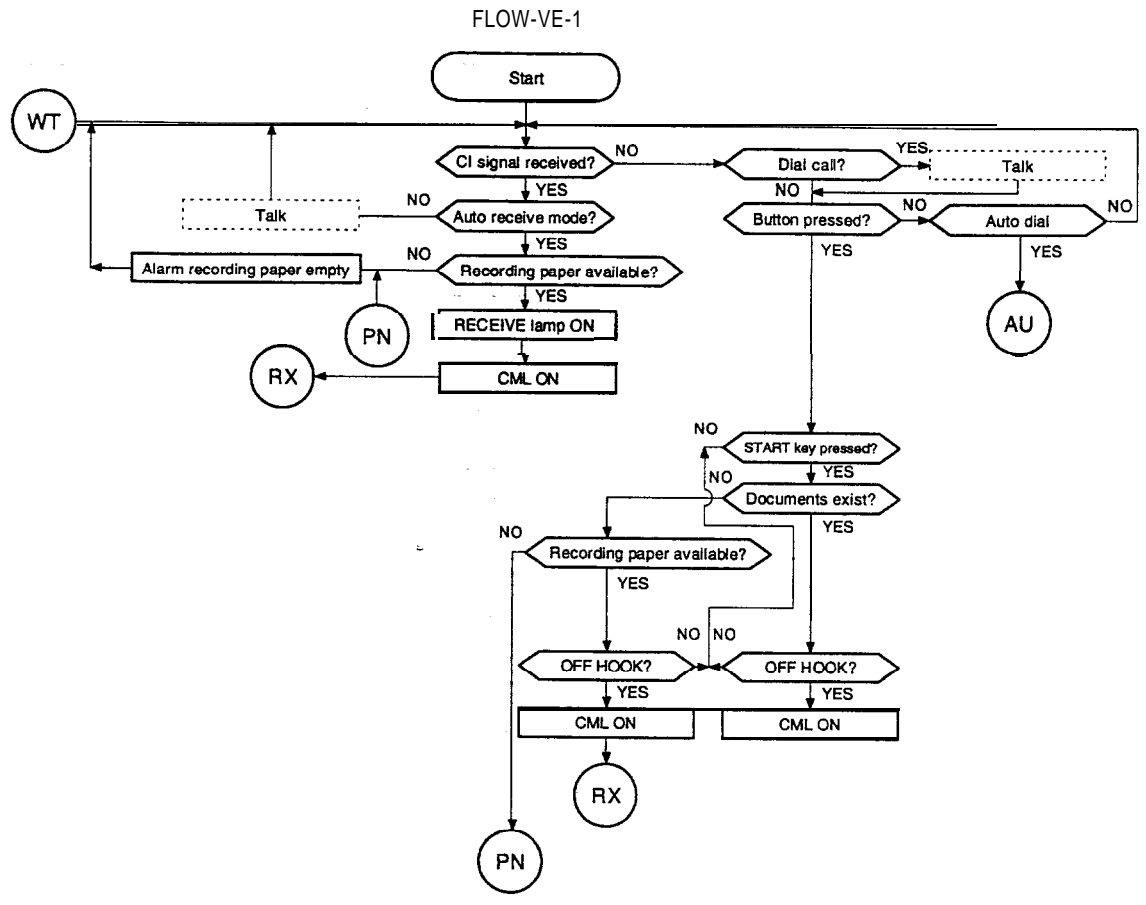 FLOW-VE-1
Start
WT
CI signal received?
NO
Dial call?
YES
Talk
YES
NO
Talk
NO
Auto receive mode?
Button pressed?
NO
Auto dial
NO
YES
YES
YES
Alarm recording paper empty
NO
Recording paper available?
YES
PN
RECEIVE lamp ON
AU
RX
CML ON
NO
START key pressed?
YES
NO
Documents exist?
YES
NO
Recording paper available?
YES
NO
NO
OFF HOOK?
OFF HOOK?
YES
YES
CML ON
CML ON
RX
PN